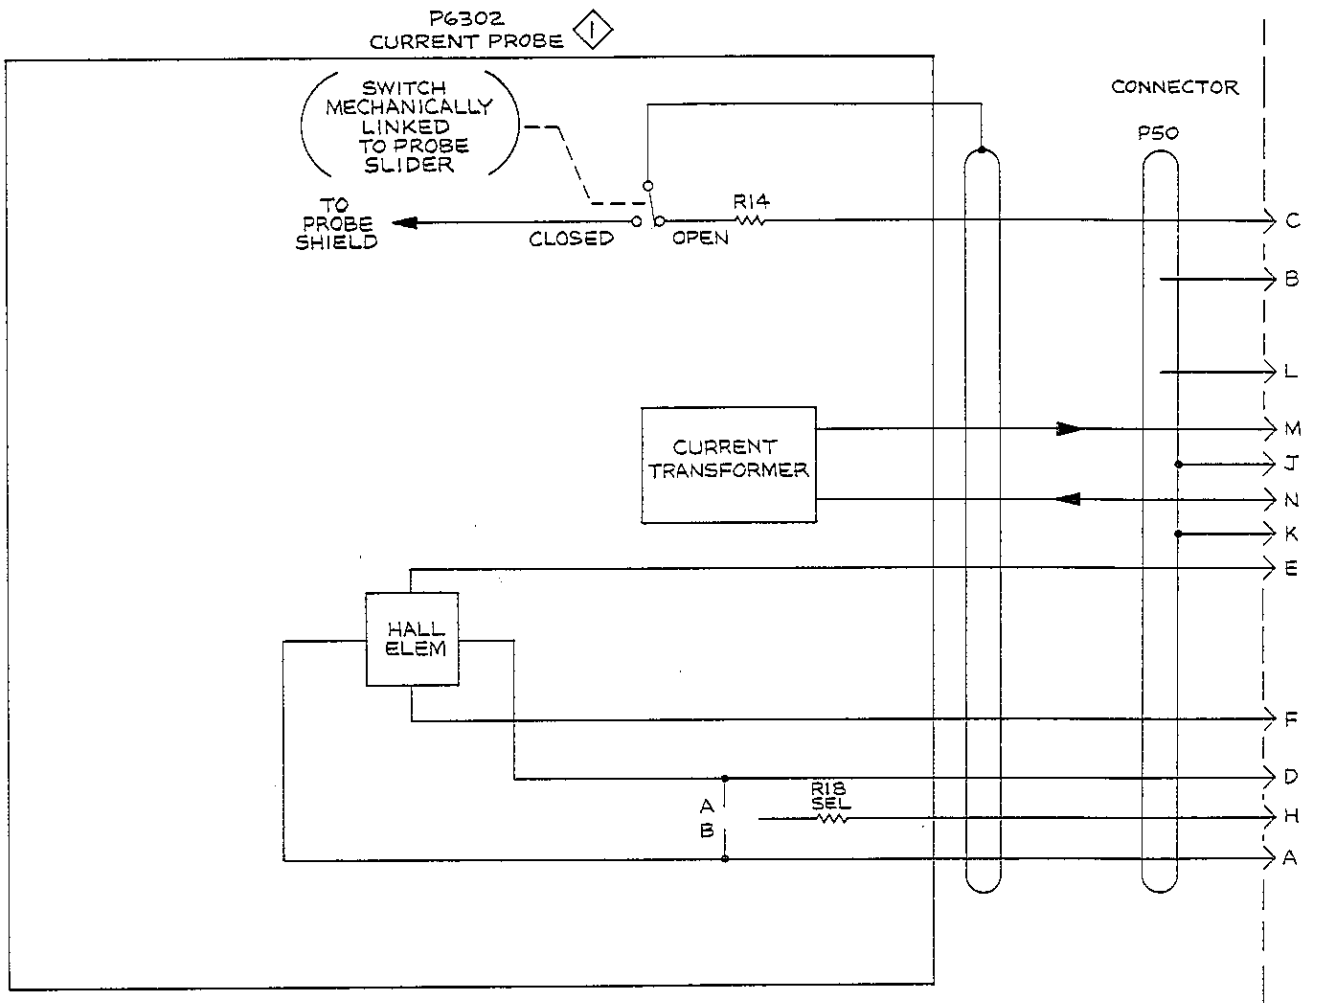 P6302
CURRENT PROBE
1
SWITCH
MECHANICALLY
LINKED
TO PROBE
SLIDER
CONNECTOR
P50
TO
PROBE
SHIELD
CLOSED
OPEN
R14
C
B
L
M
J
N
K
E
CURRENT
TRANSFORMER
HALL
ELEM
F
D
R18
SEL
A
B
H
A